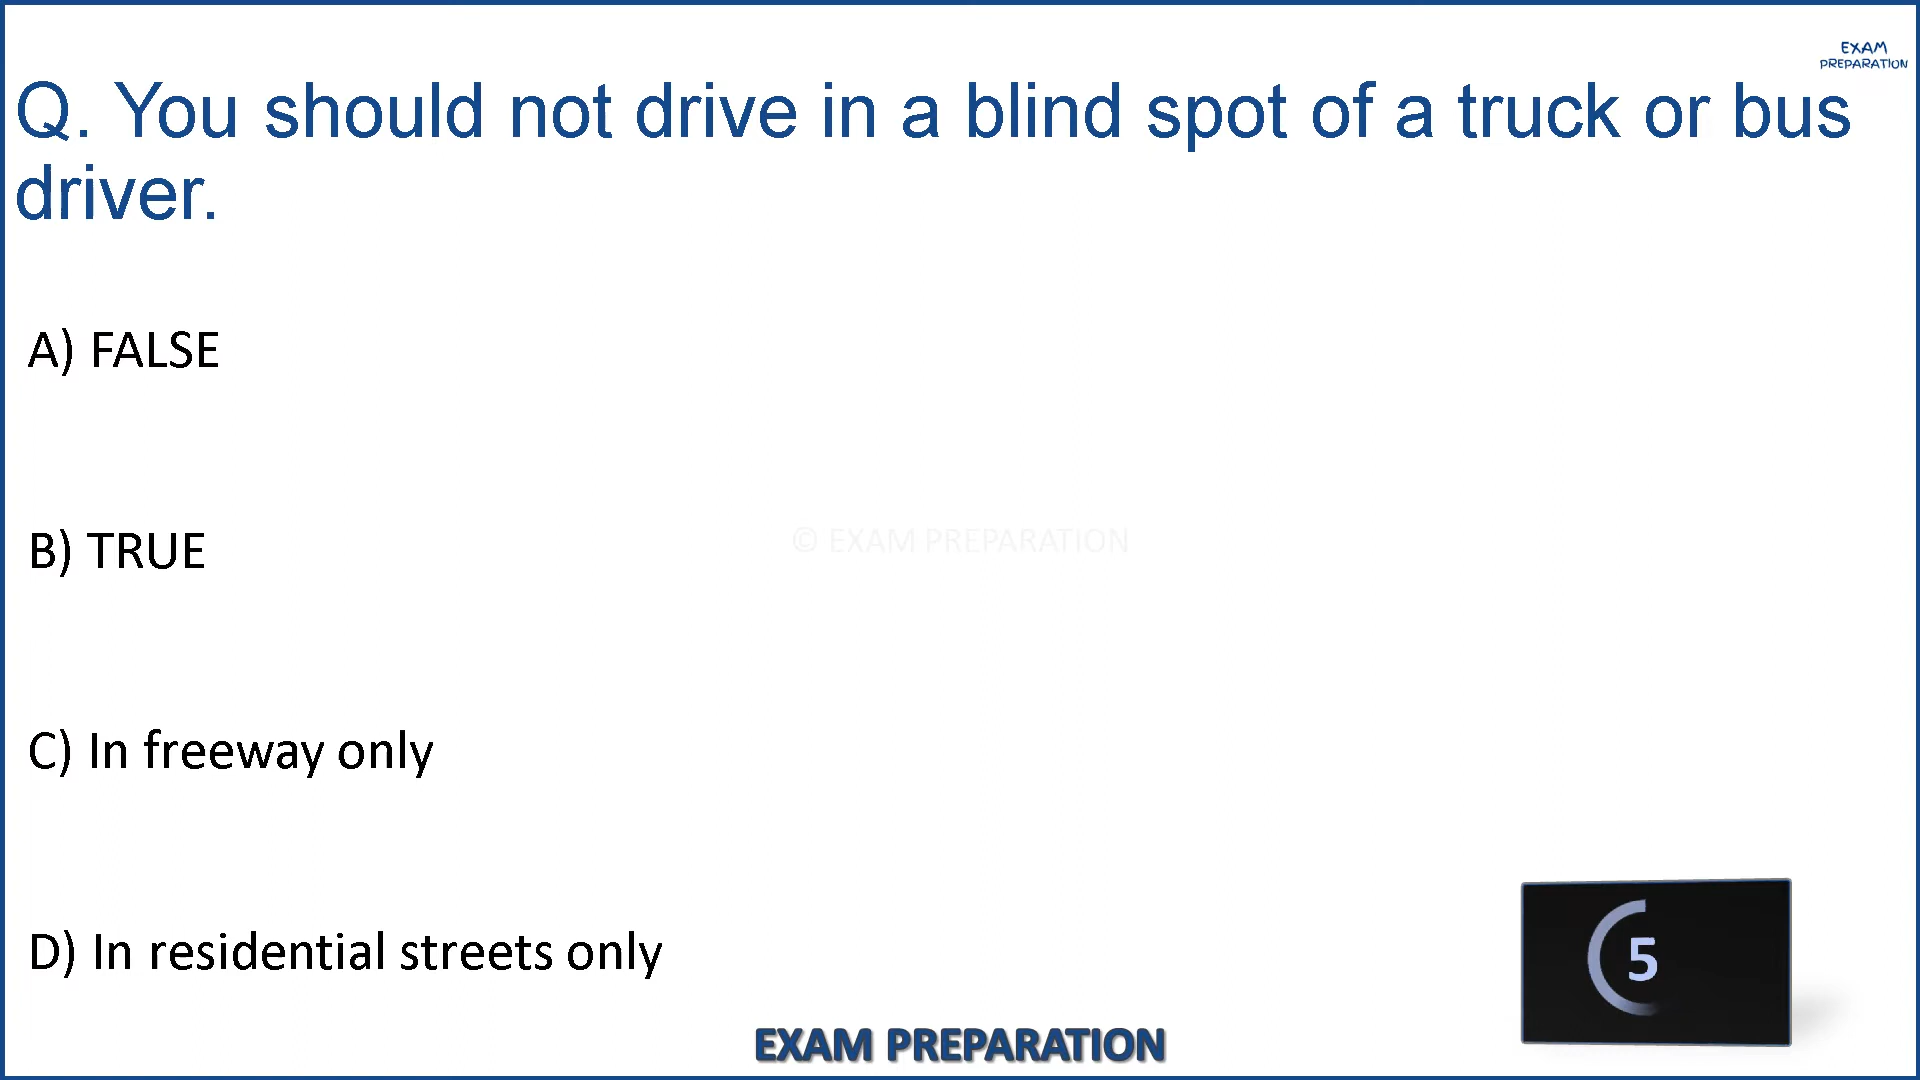 EXAM
PREPARATION
Q. You should not drive in a blind spot of a truck or bus
driver.
A) FALSE
B) TRUE
© EXAM PREPARATION
C) In freeway only
D) In residential streets only
5
EXAM PREPARATION